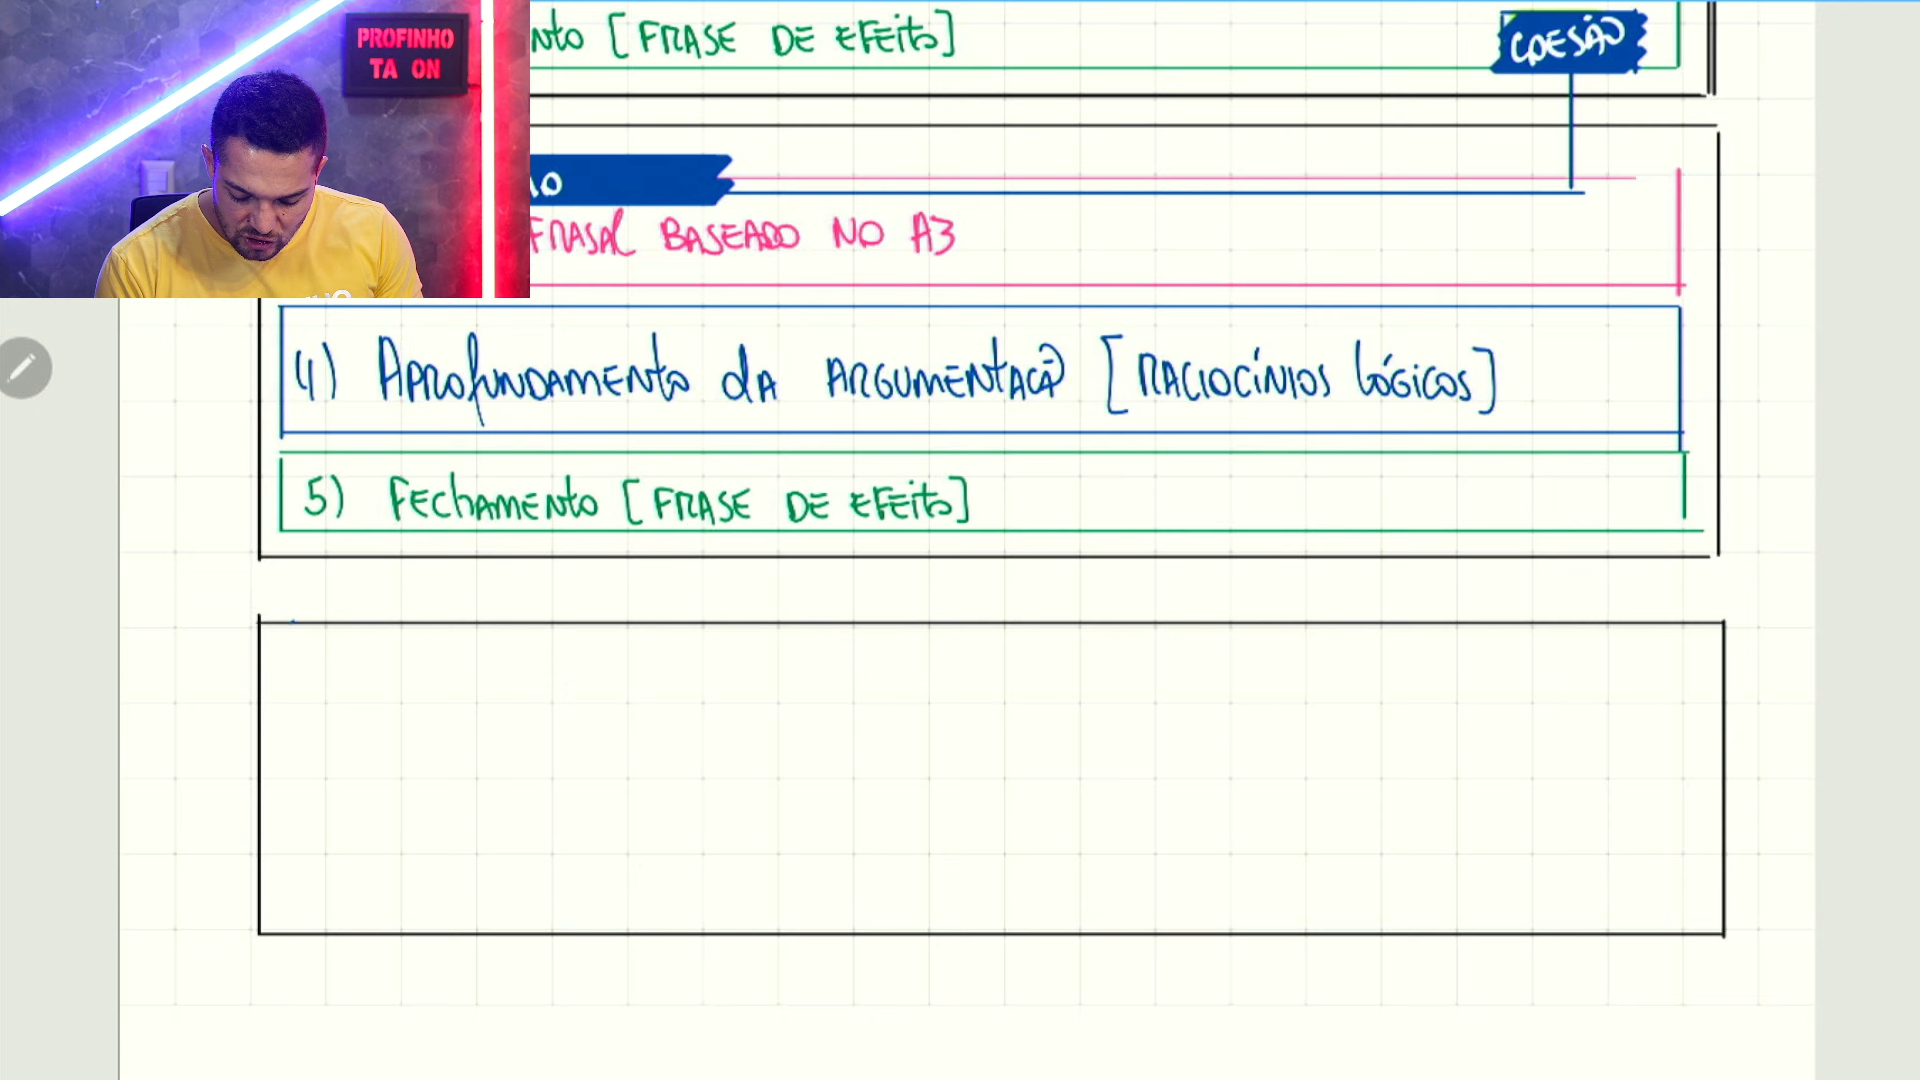 PROFINHO
TA ON
nto [FRASE DE EFEITO]
COESÃO
ÃO
FRASAL BASEADO NO A3
4) APROFUNDAMENTO DA ARGUMENTAÇÃO [RACIOCÍNIOS LÓGICOS]
5) FECHAMENTO [FRASE DE EFEITO]